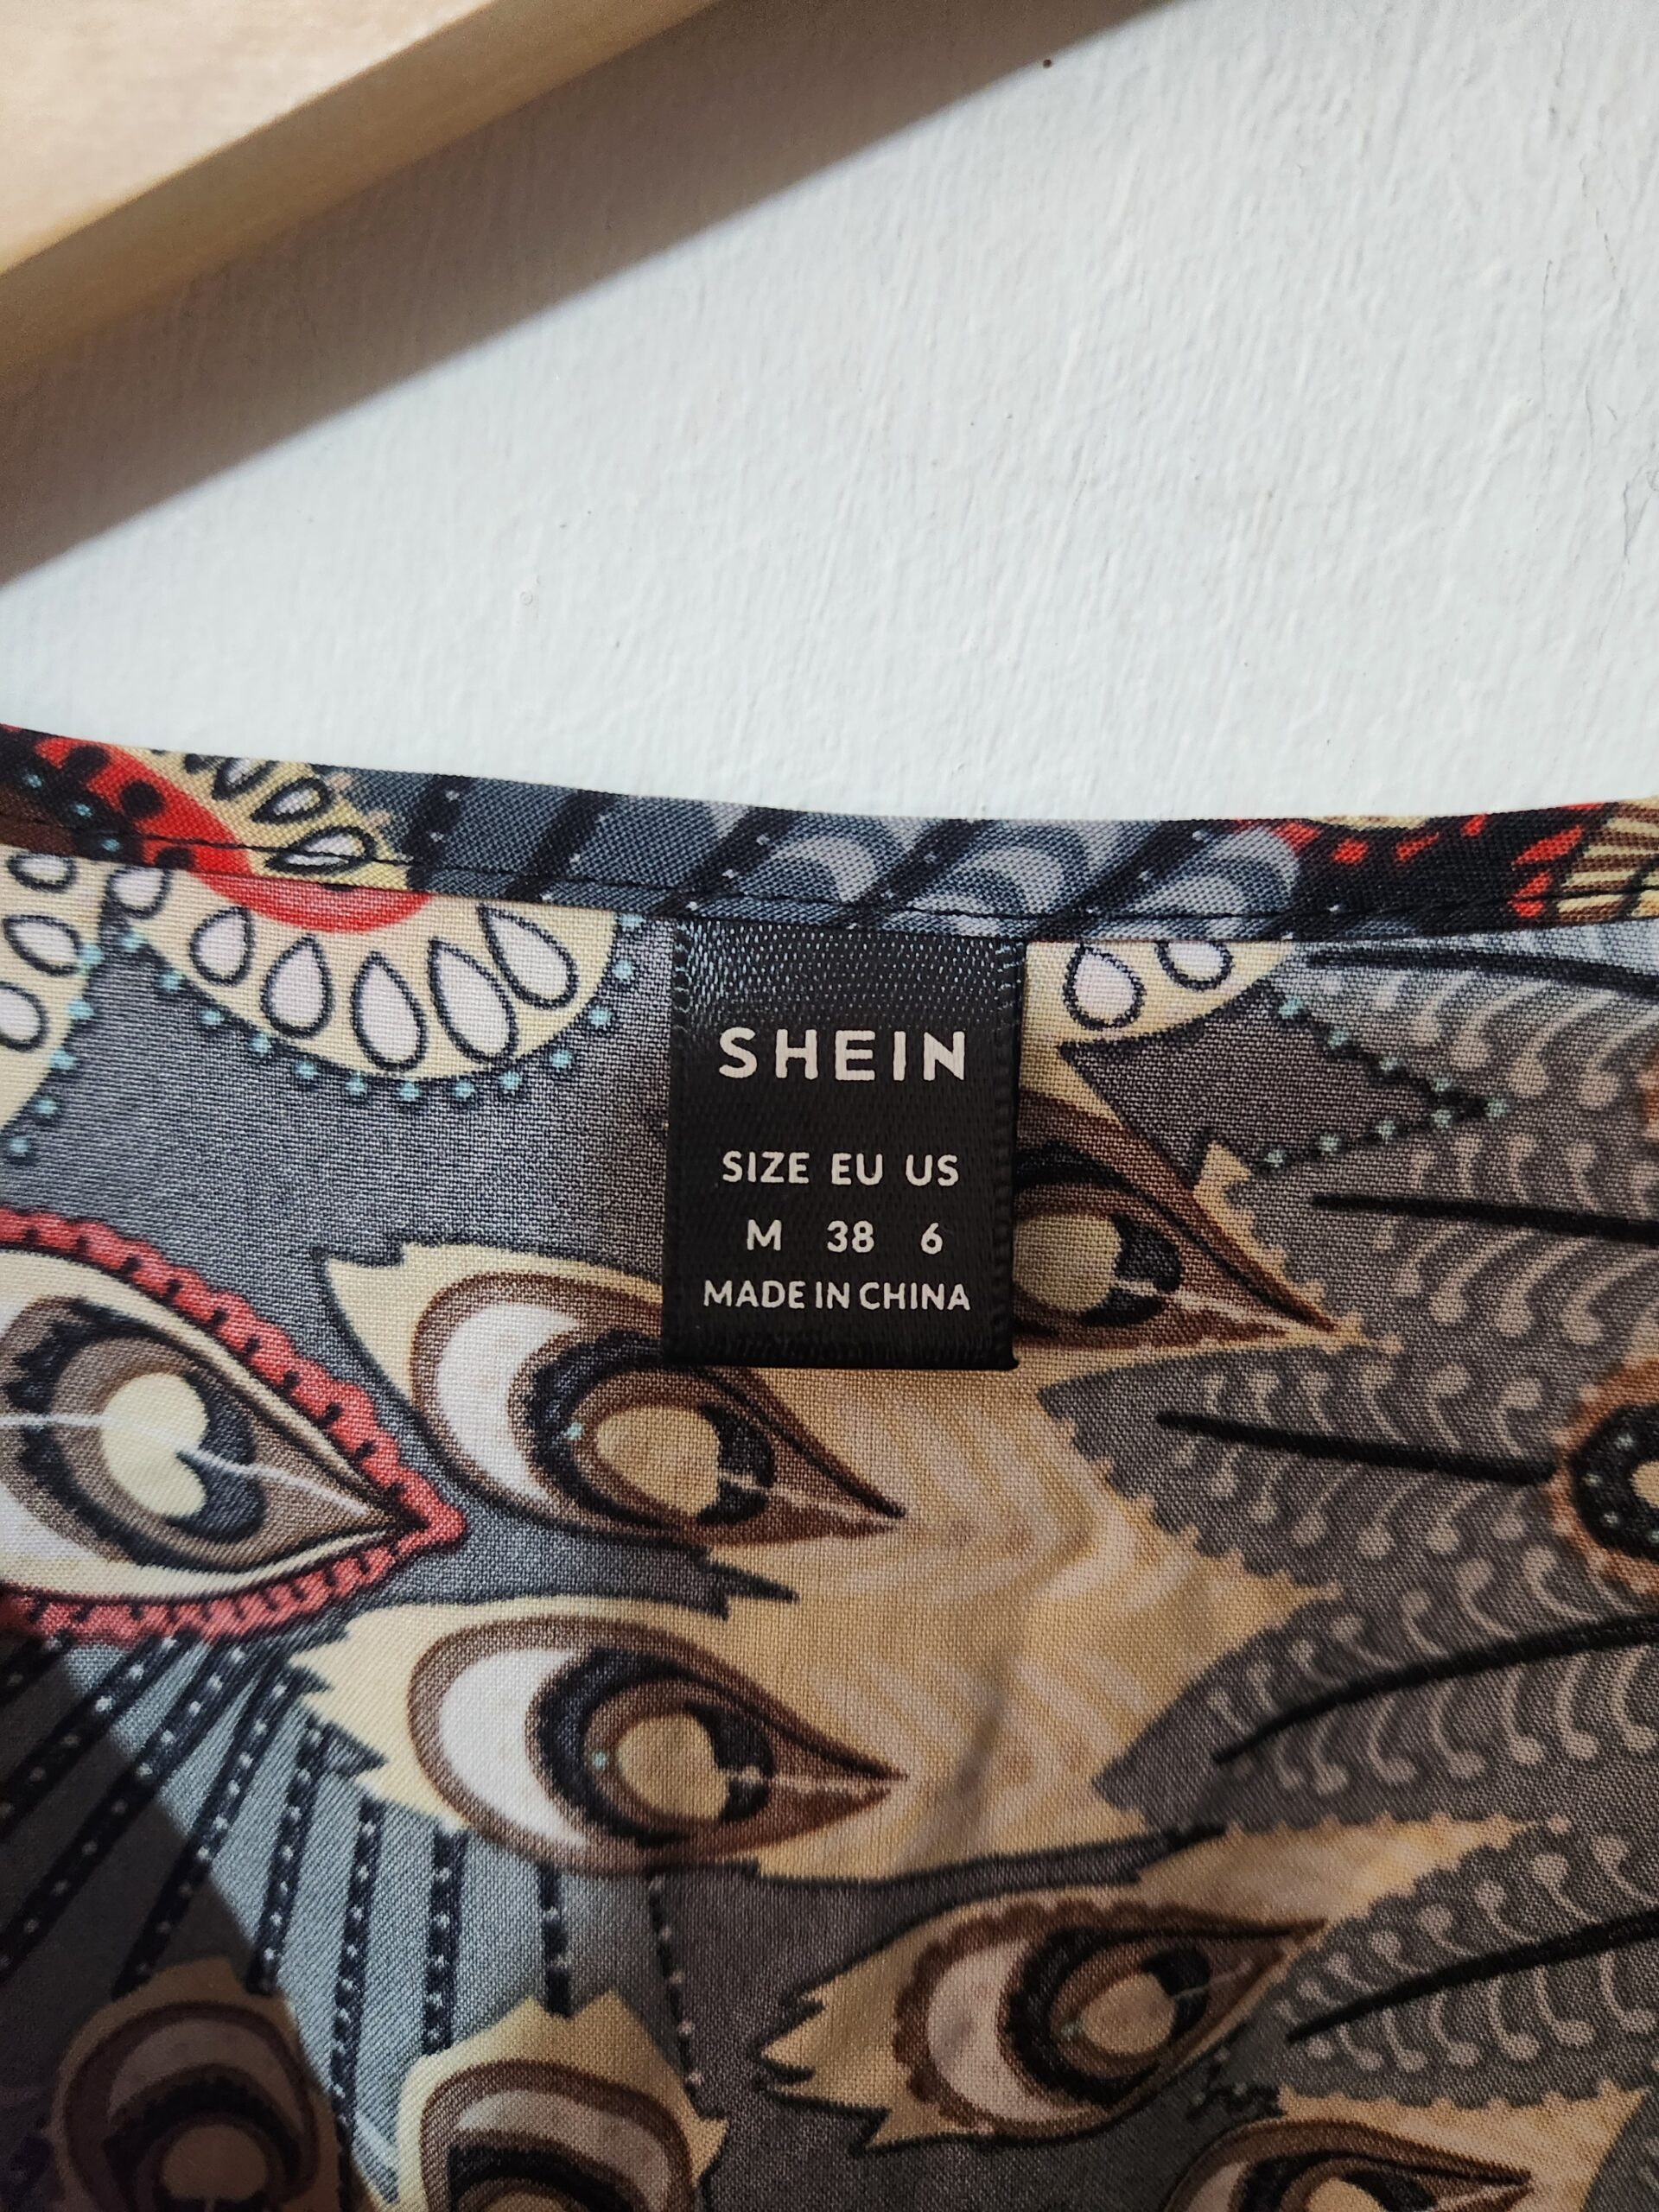 SHEIN
SIZE EU US
M 38 6
MADE IN CHINA